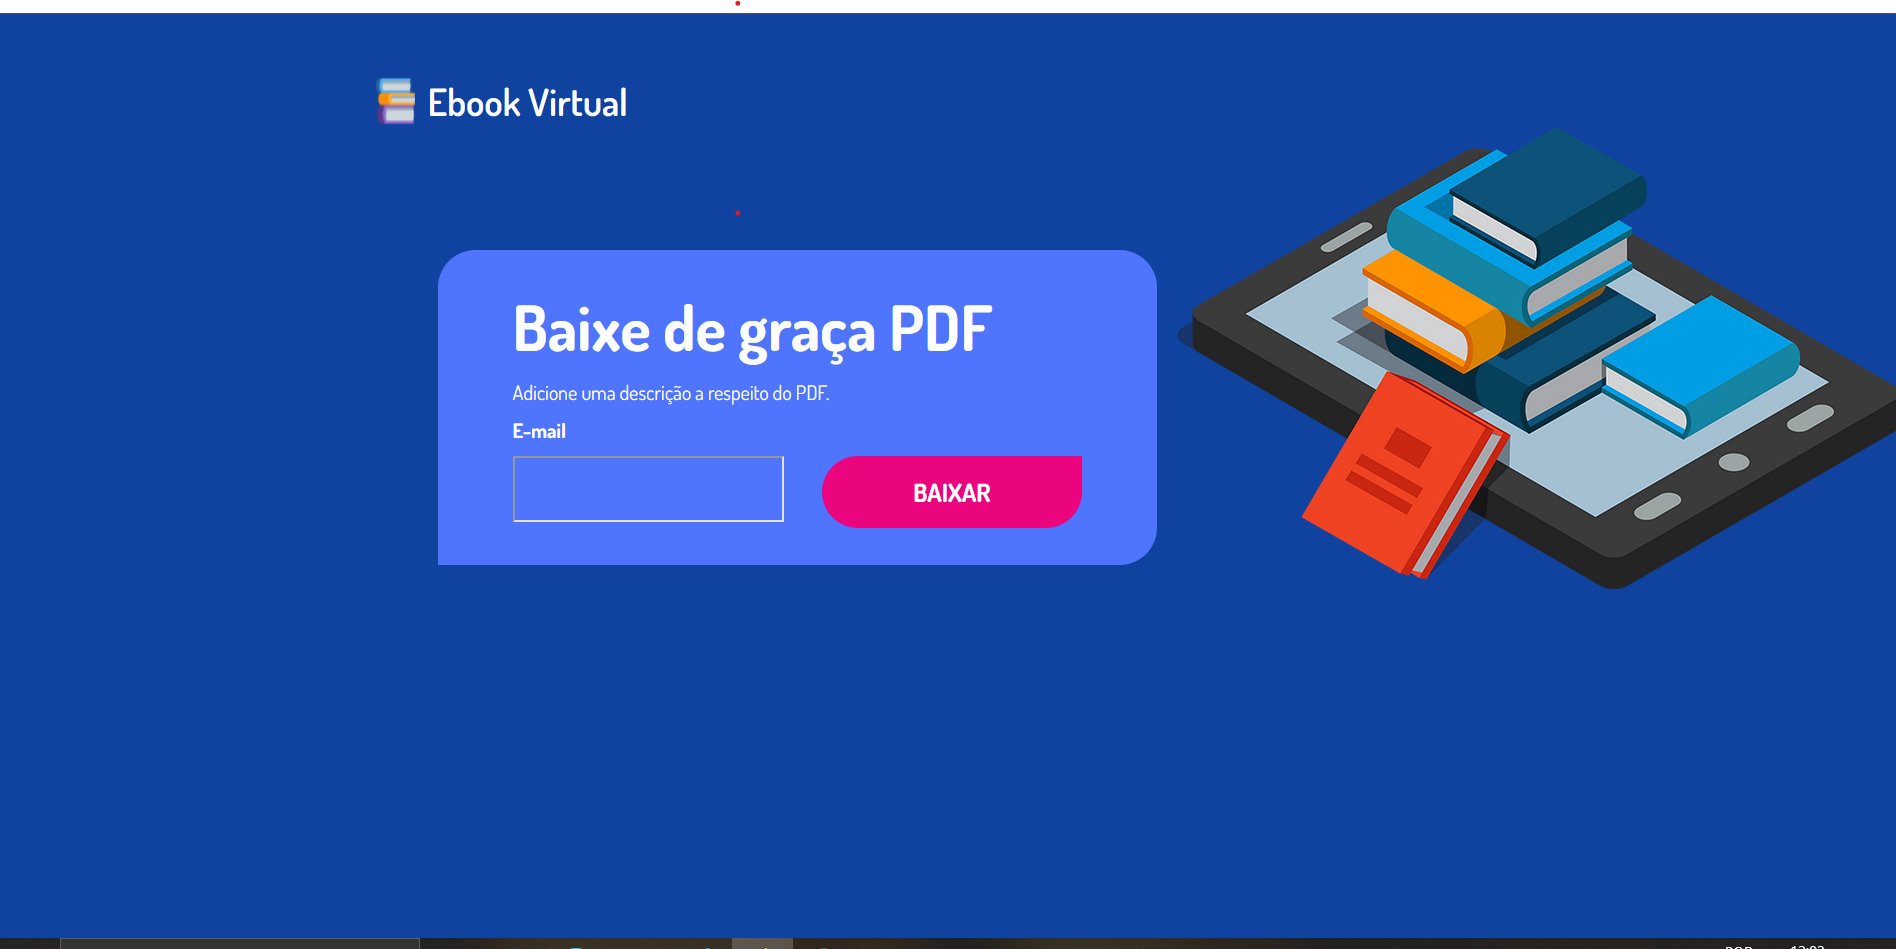 Ebook Virtual
Baixe de graça PDF
Adicione uma descrição a respeito do PDF.
E-mail
BAIXAR